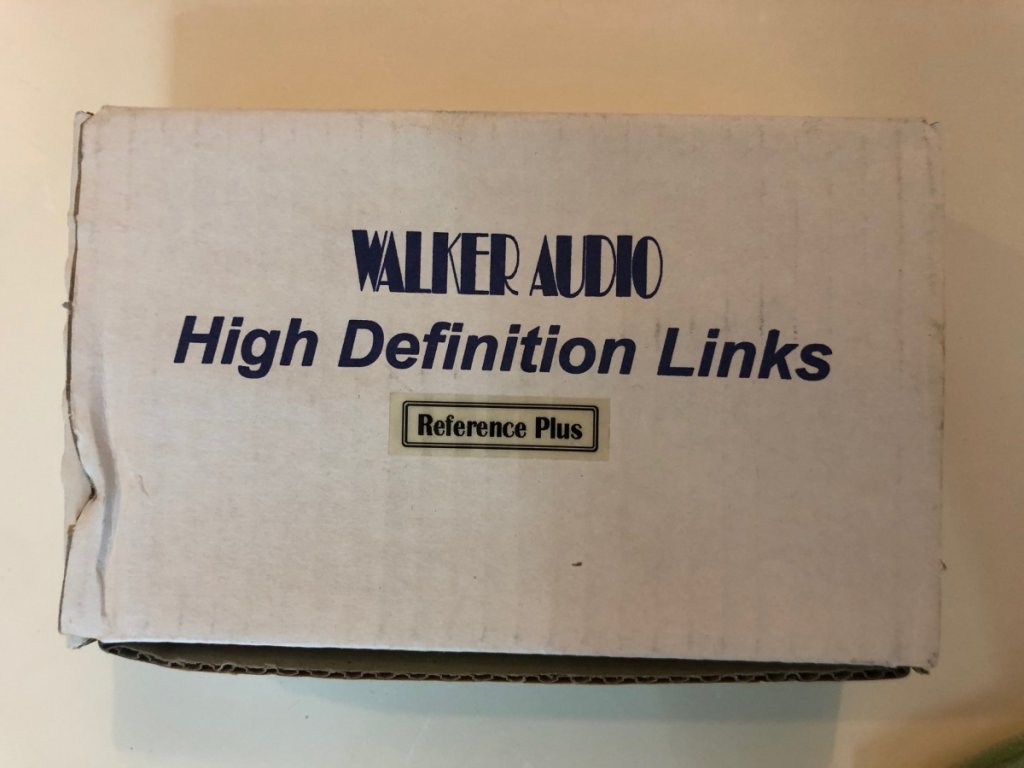 WALKER AUDIO
High Definition Links
Reference Plus